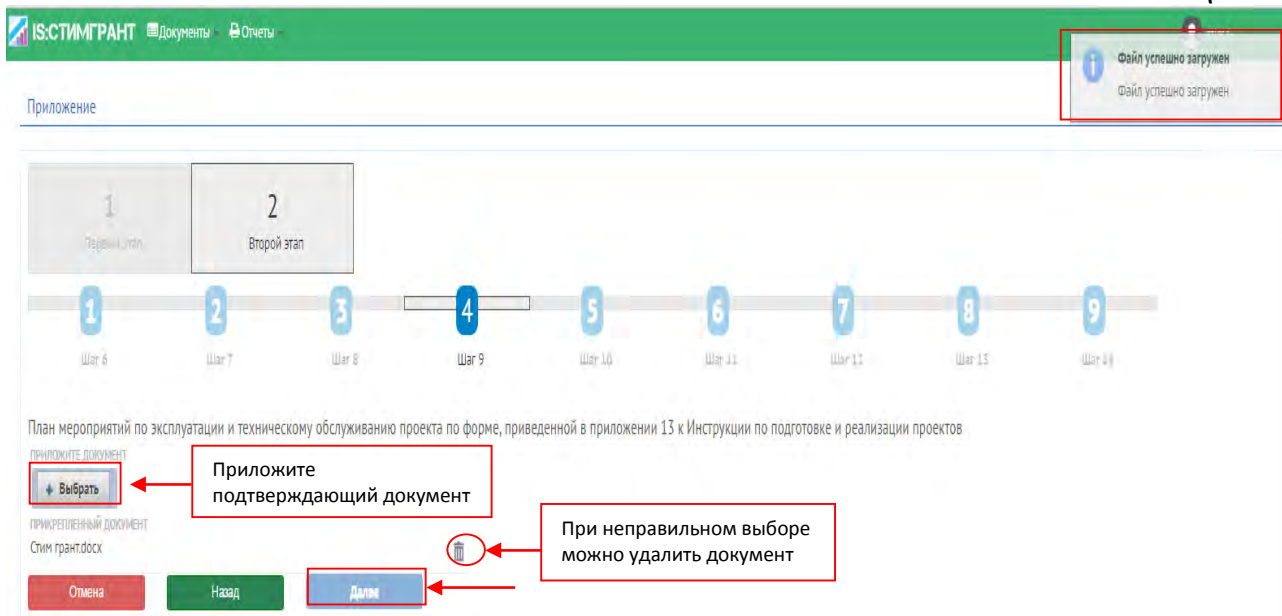 IS:СТИМГРАНТ Документы Отчеты
Файл успешно загружен
Файл успешно загружен
Приложение
1 2
Первый этап Второй этап
1 2 3 4 5 6 7 8 9
Шаг 6 Шаг 7 Шаг 8 Шаг 9 Шаг 10 Шаг 11 Шаг 12 Шаг 13 Шаг 14
План мероприятий по эксплуатации и техническому обслуживанию проекта по форме, приведенной в приложении 13 к Инструкции по подготовке и реализации проектов
ПРИЛОЖИТЕ ДОКУМЕНТ
+ Выбрать
Приложите
подтверждающий документ
ПРИКРЕПЛЕННЫЙ ДОКУМЕНТ
Стим грант.docx
При неправильном выборе
можно удалить документ
Отмена Назад Далее